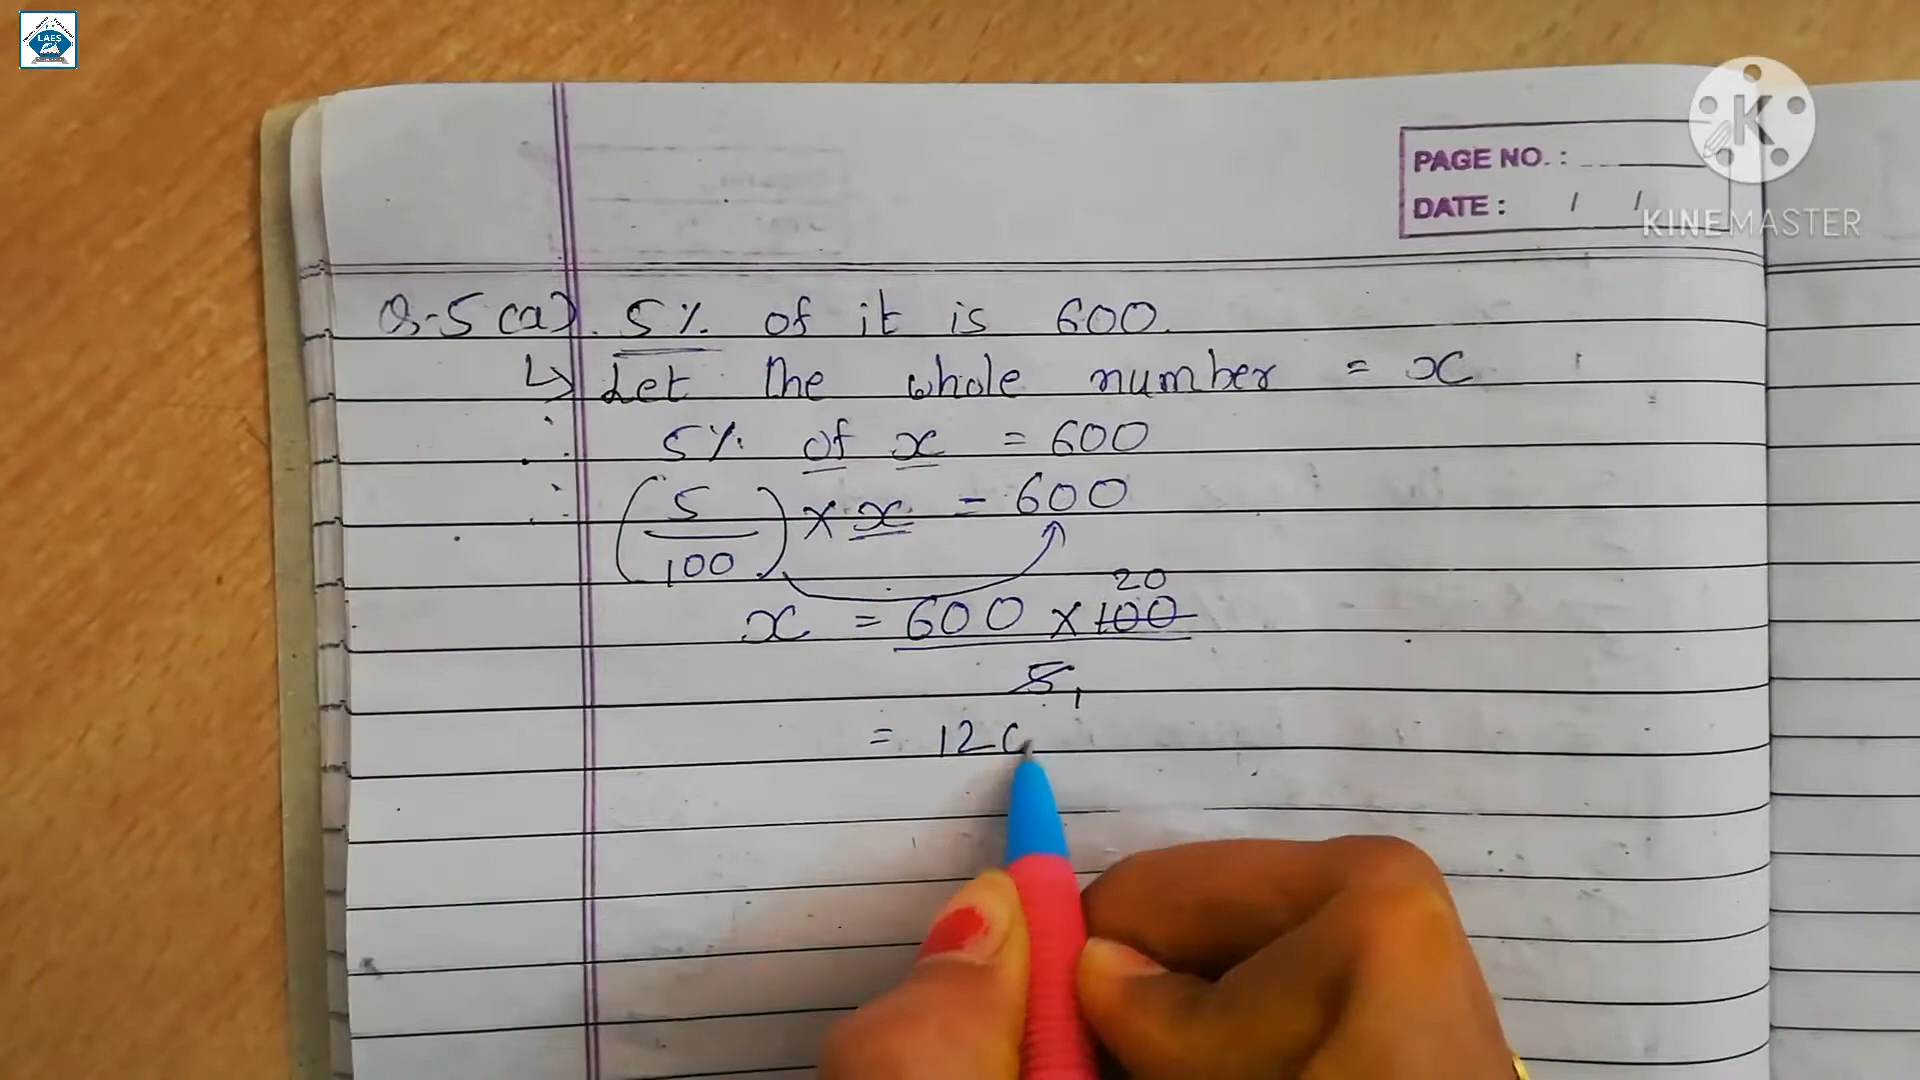 LAES
K
KINEMASTER
PAGE NO. :
DATE : / /
Q.5 (a). 5% of it is 600.
↳ Let the whole number = x
5% of x = 600
(5/100) × x = 600
20
x = 600 × 100
5 1
= 120